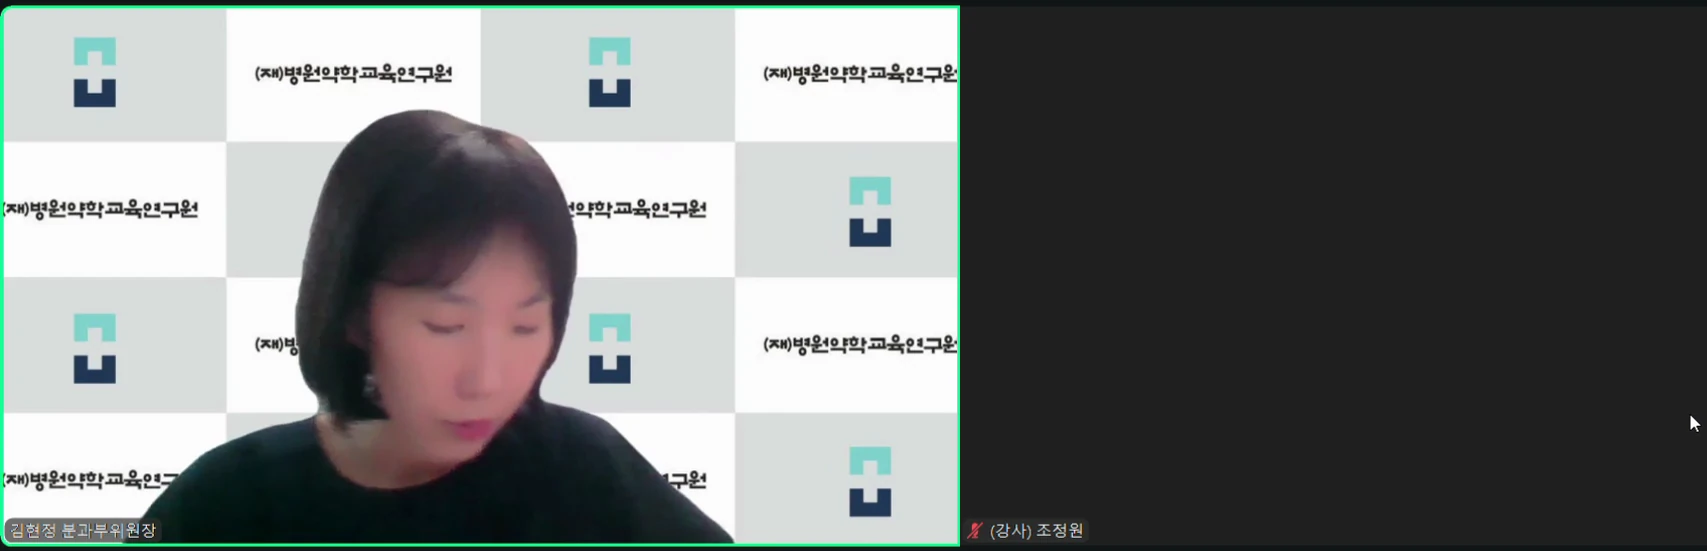 (재)병원약학교육연구원 (재)병원약학교육연구원
(재)병원약학교육연구원 원약학교육연구원
(재)병 (재)병원약학교육연구원
(재)병원약학교육연구 구원
김현정 분과부위원장
(강사) 조정원